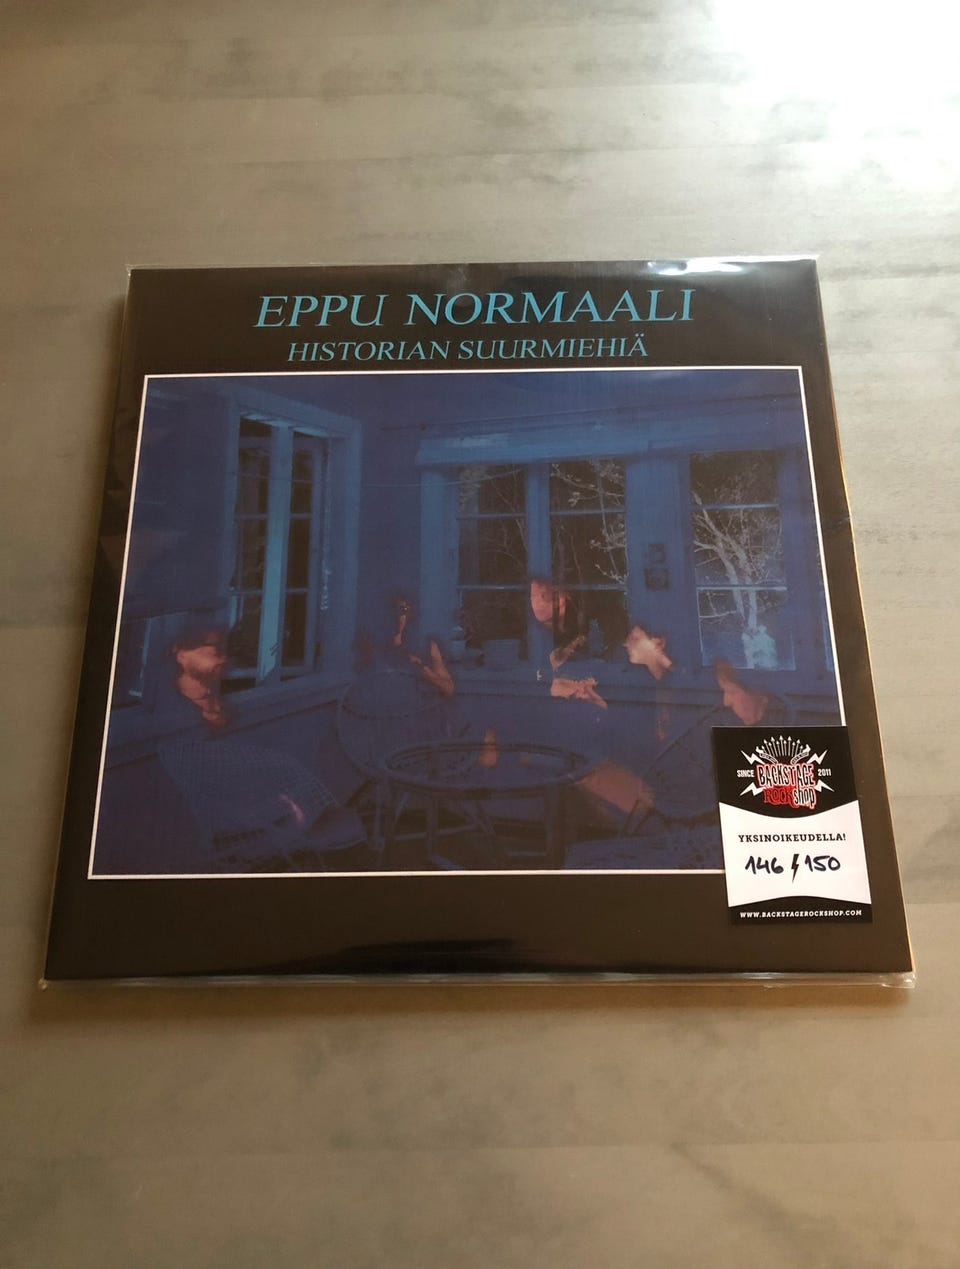 EPPU NORMAALI
HISTORIAN SUURMIEHIÄ
SINCE BACKSTAGE 2011
ROCK shop
YKSINOIKEUDELLA!
146/150
WWW.BACKSTAGEROCKSHOP.COM